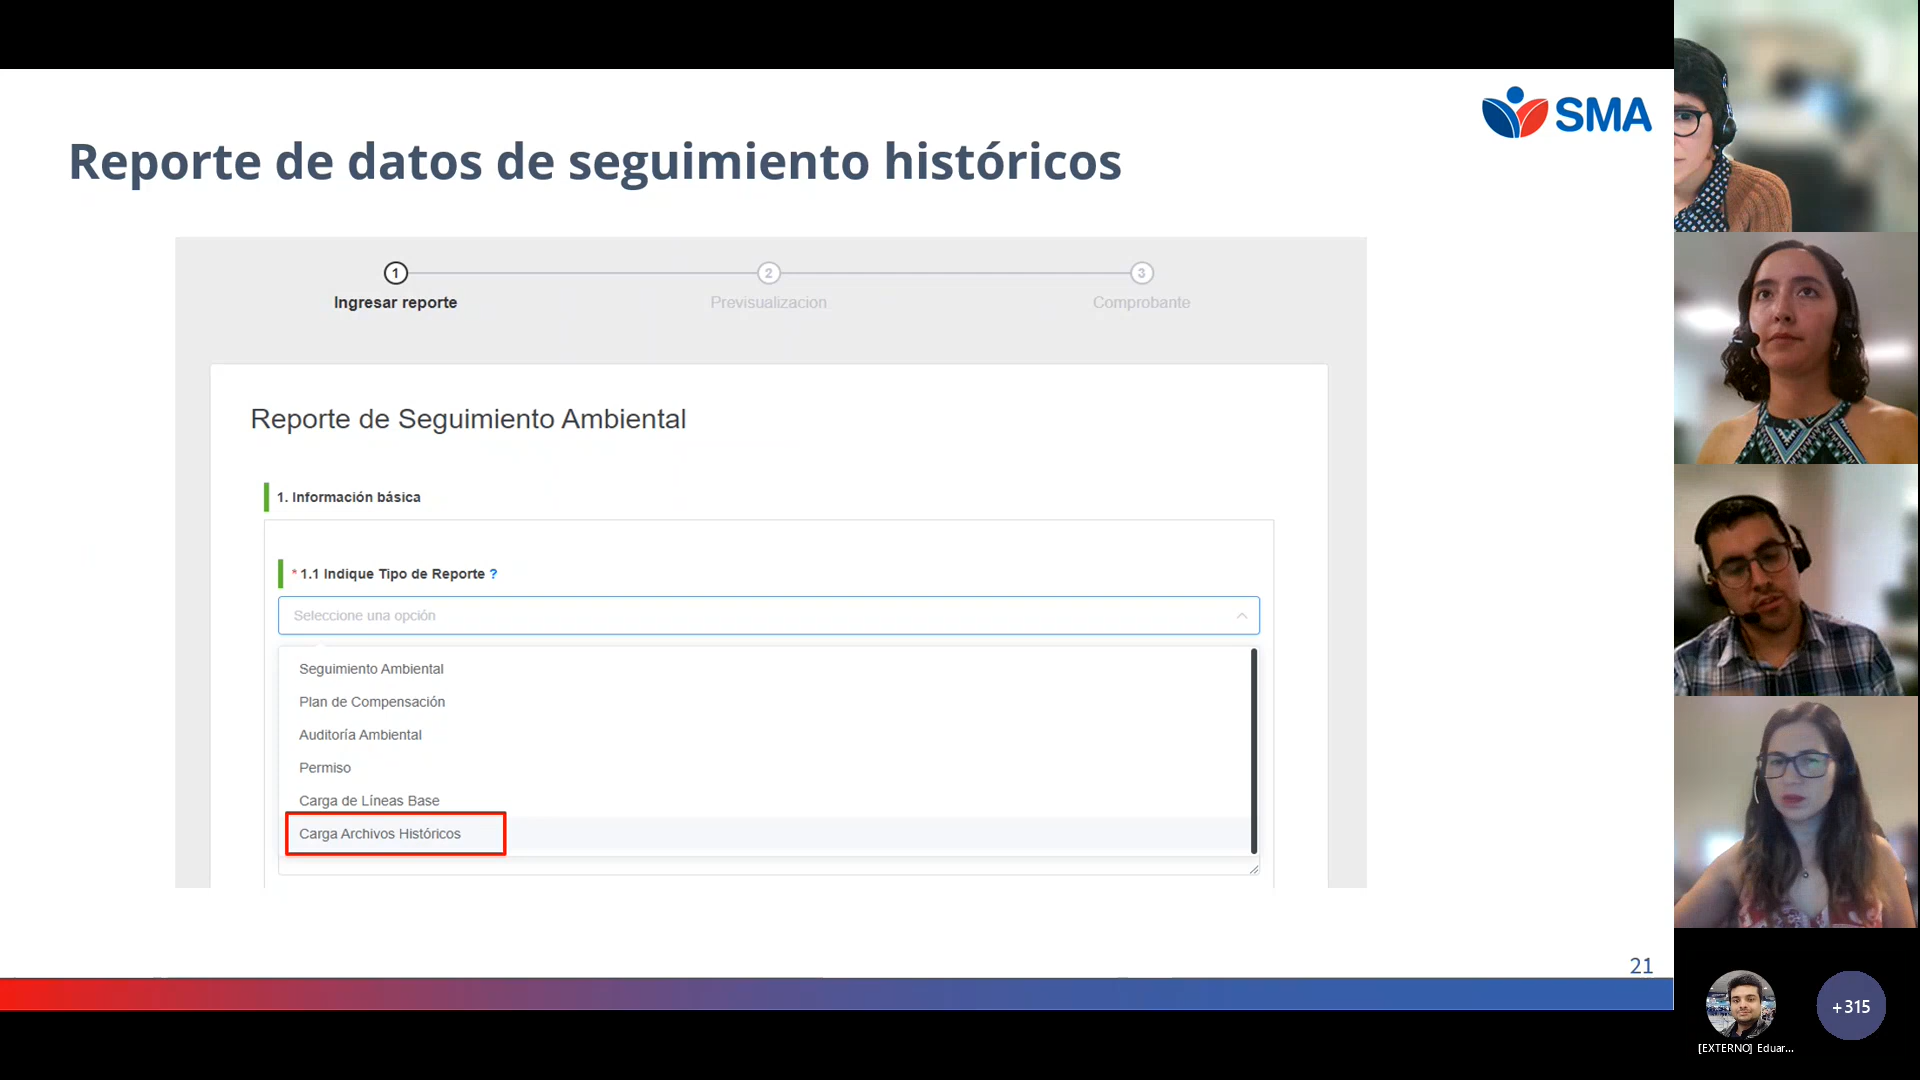 SMA
Reporte de datos de seguimiento históricos
1
2
3
Ingresar reporte
Previsualizacion
Comprobante
Reporte de Seguimiento Ambiental
1. Información básica
* 1.1 Indique Tipo de Reporte ?
Seleccione una opción
Seguimiento Ambiental
Plan de Compensación
Auditoría Ambiental
Permiso
Carga de Líneas Base
Carga Archivos Históricos
21
+315
[EXTERNO] Eduar...